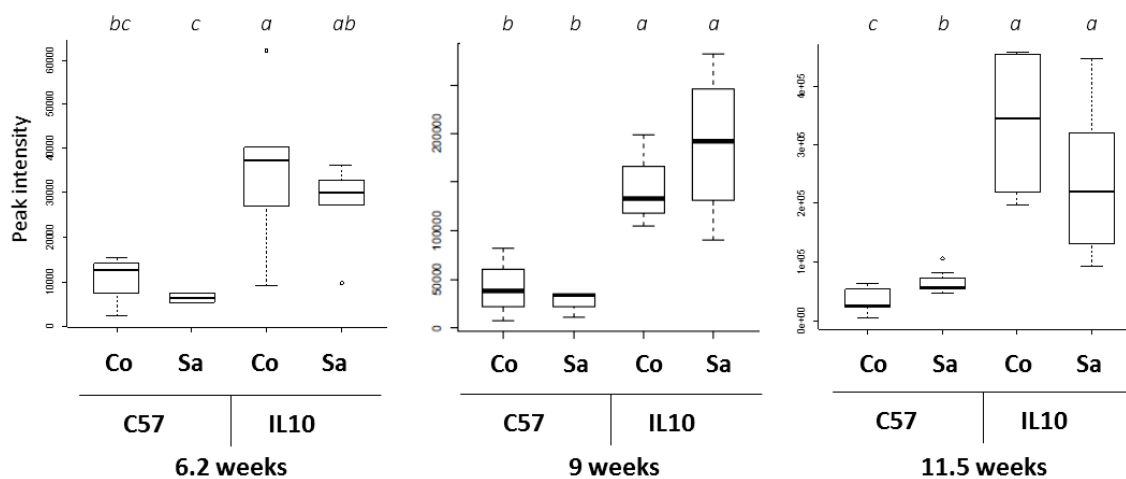 bc c a ab
b b a a
c b a a
Peak intensity
60000
50000
40000
30000
20000
10000
0
200000
100000
50000
0
4e+05
3e+05
2e+05
1e+05
0e+00
Co Sa Co Sa
C57 IL10
6.2 weeks
Co Sa Co Sa
C57 IL10
9 weeks
Co Sa Co Sa
C57 IL10
11.5 weeks